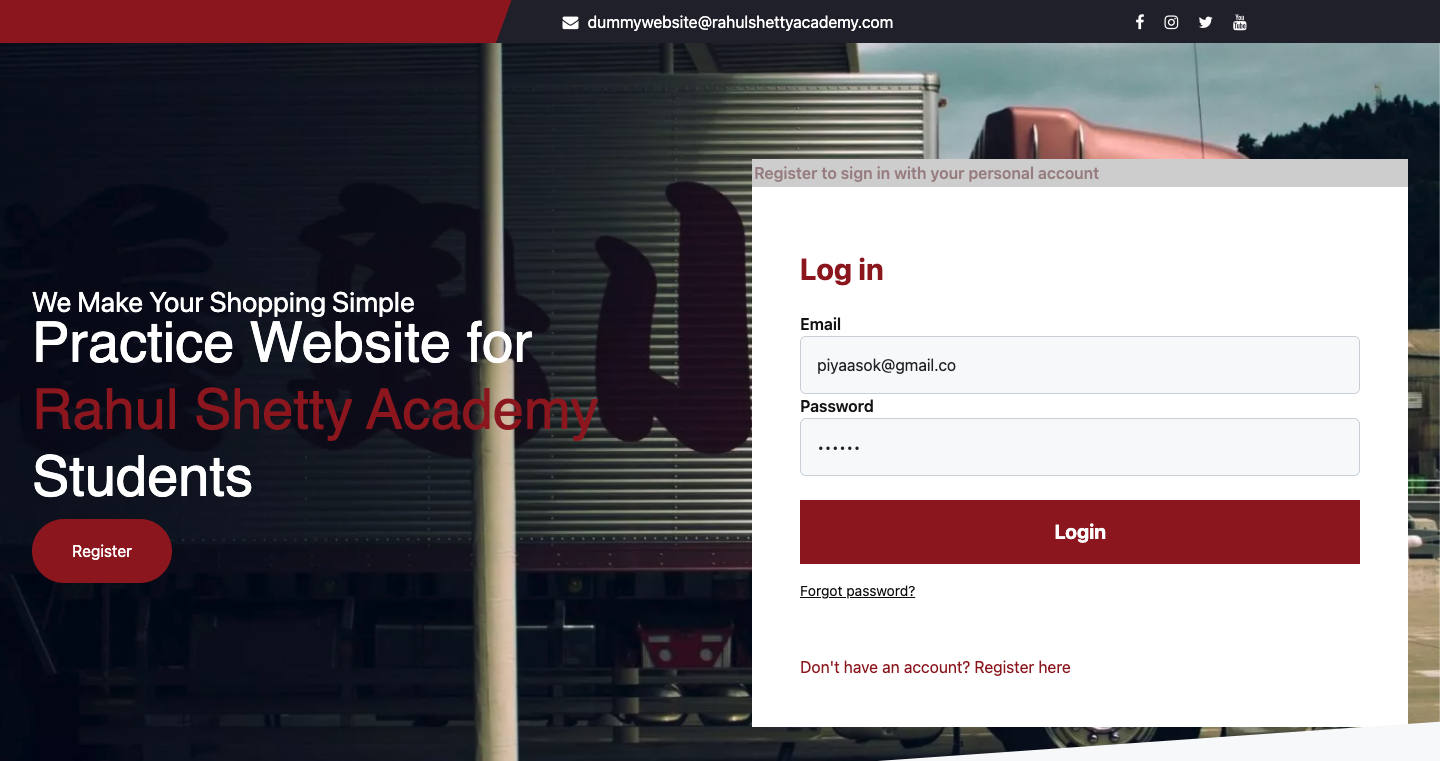 dummywebsite@rahulshettyacademy.com
Register to sign in with your personal account
We Make Your Shopping Simple
Practice Website for
Rahul Shetty Academy
Students
Register
Log in
Email
piyaasok@gmail.co
Password
••••••
Login
Forgot password?
Don't have an account? Register here